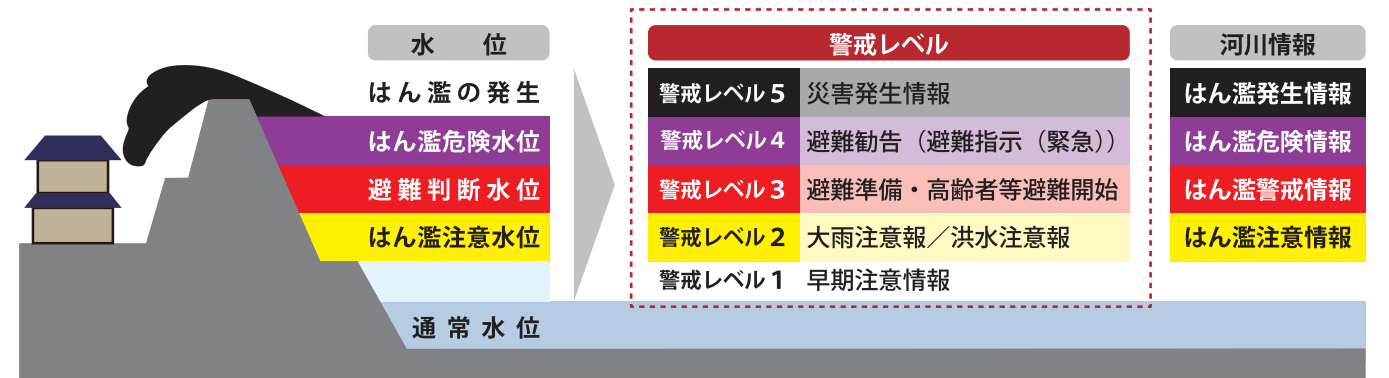 水　位　警戒レベル　河川情報
はん濫の発生　警戒レベル5　災害発生情報　はん濫発生情報
はん濫危険水位　警戒レベル4　避難勧告（避難指示（緊急））　はん濫危険情報
避難判断水位　警戒レベル3　避難準備・高齢者等避難開始　はん濫警戒情報
はん濫注意水位　警戒レベル2　大雨注意報／洪水注意報　はん濫注意情報
警戒レベル1　早期注意情報
通常水位